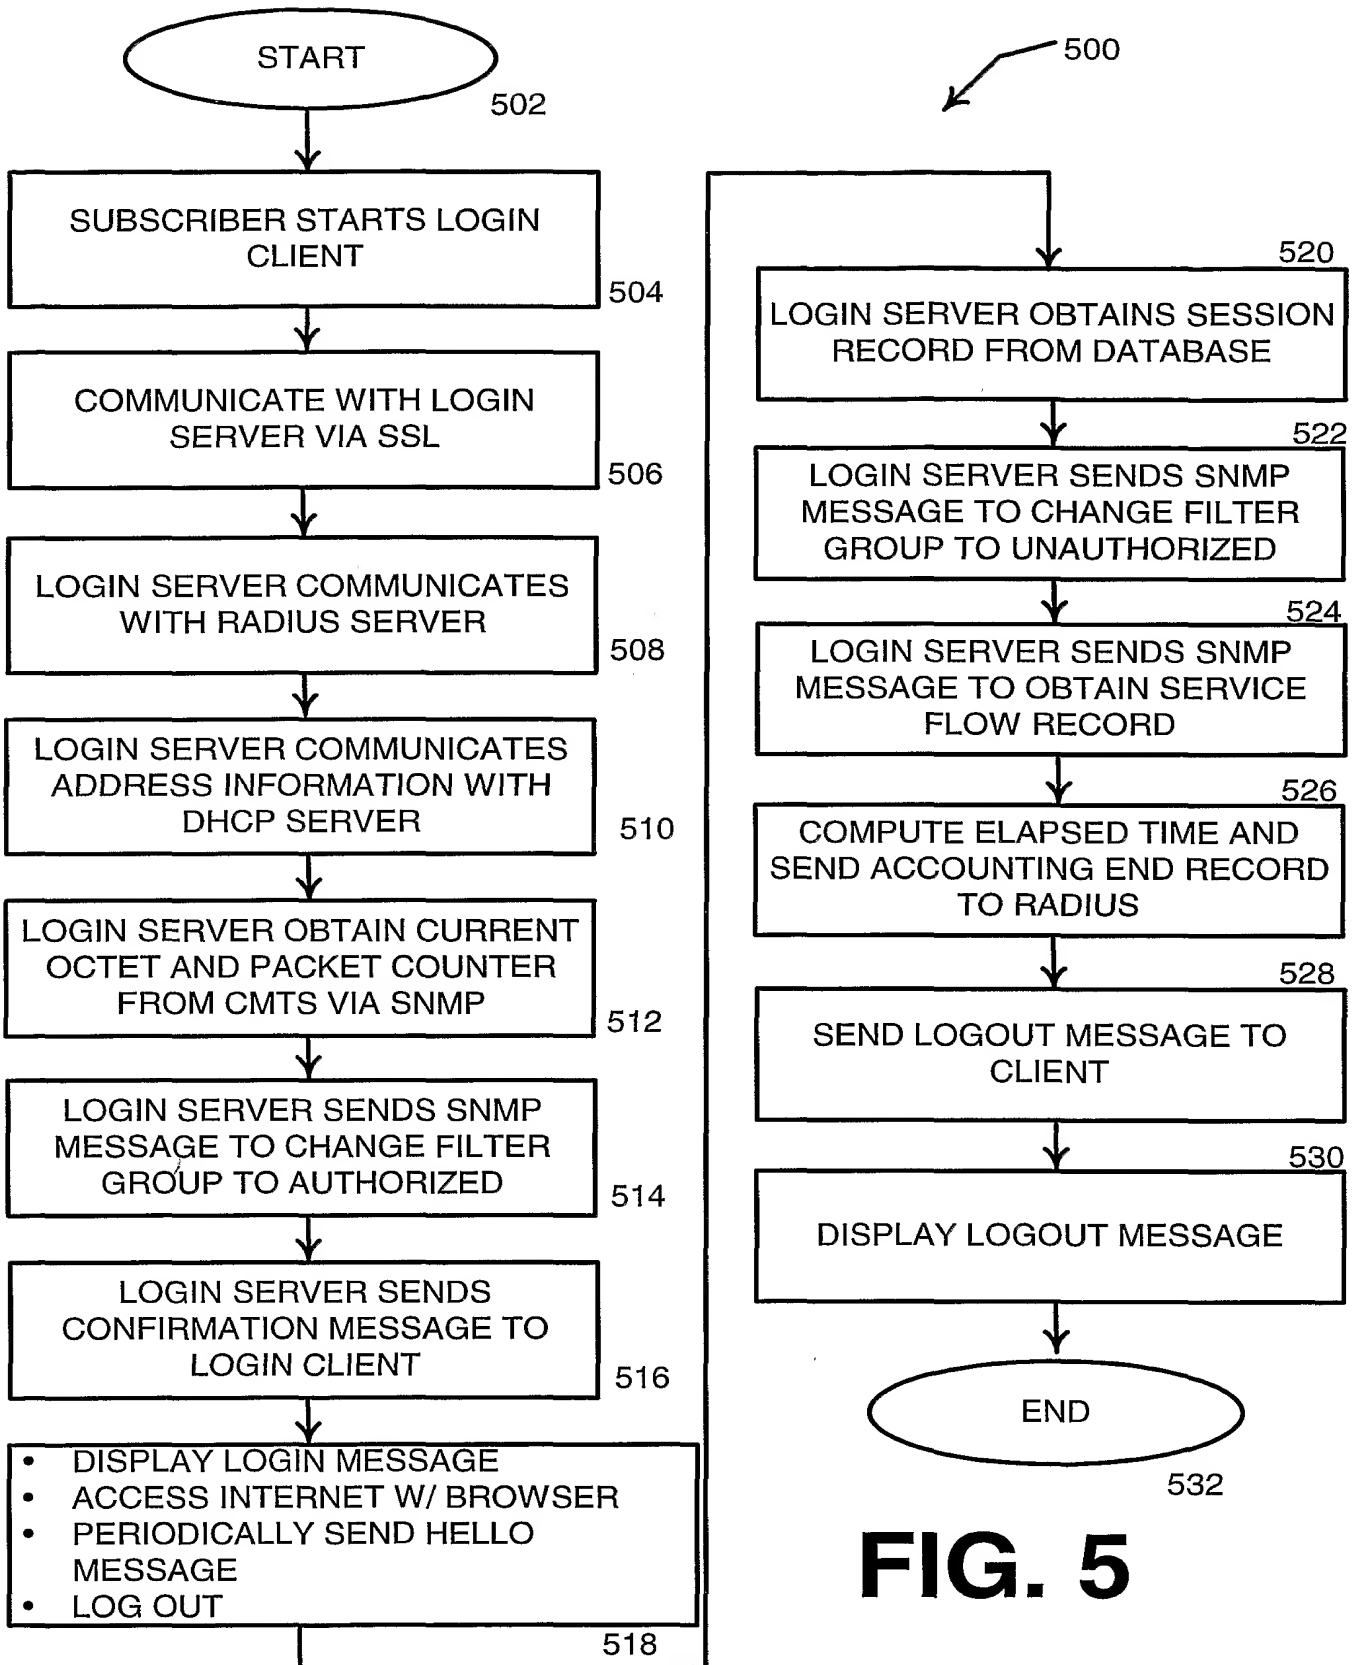 START
502
SUBSCRIBER STARTS LOGIN
CLIENT
504
COMMUNICATE WITH LOGIN
SERVER VIA SSL
506
LOGIN SERVER COMMUNICATES
WITH RADIUS SERVER
508
LOGIN SERVER COMMUNICATES
ADDRESS INFORMATION WITH
DHCP SERVER
510
LOGIN SERVER OBTAIN CURRENT
OCTET AND PACKET COUNTER
FROM CMTS VIA SNMP
512
LOGIN SERVER SENDS SNMP
MESSAGE TO CHANGE FILTER
GROUP TO AUTHORIZED
514
LOGIN SERVER SENDS
CONFIRMATION MESSAGE TO
LOGIN CLIENT
516
• DISPLAY LOGIN MESSAGE
• ACCESS INTERNET W/ BROWSER
• PERIODICALLY SEND HELLO
MESSAGE
• LOG OUT
518
500
520
LOGIN SERVER OBTAINS SESSION
RECORD FROM DATABASE
522
LOGIN SERVER SENDS SNMP
MESSAGE TO CHANGE FILTER
GROUP TO UNAUTHORIZED
524
LOGIN SERVER SENDS SNMP
MESSAGE TO OBTAIN SERVICE
FLOW RECORD
526
COMPUTE ELAPSED TIME AND
SEND ACCOUNTING END RECORD
TO RADIUS
528
SEND LOGOUT MESSAGE TO
CLIENT
530
DISPLAY LOGOUT MESSAGE
END
532
FIG. 5